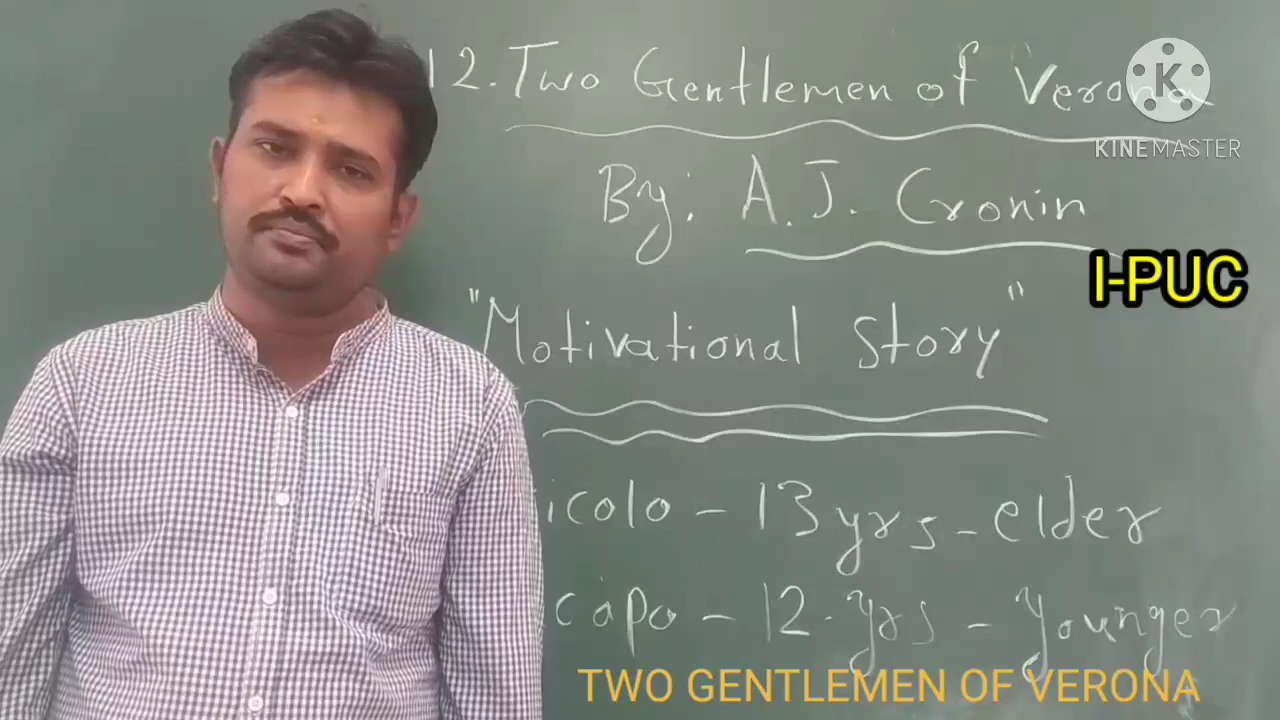 12. Two Gentlemen of Verona
K
KINEMASTER
By: A.J. Cronin
I-PUC
"Motivational Story"
icolo - 13 yrs - elder
capo - 12 - yrs - Younger
TWO GENTLEMEN OF VERONA